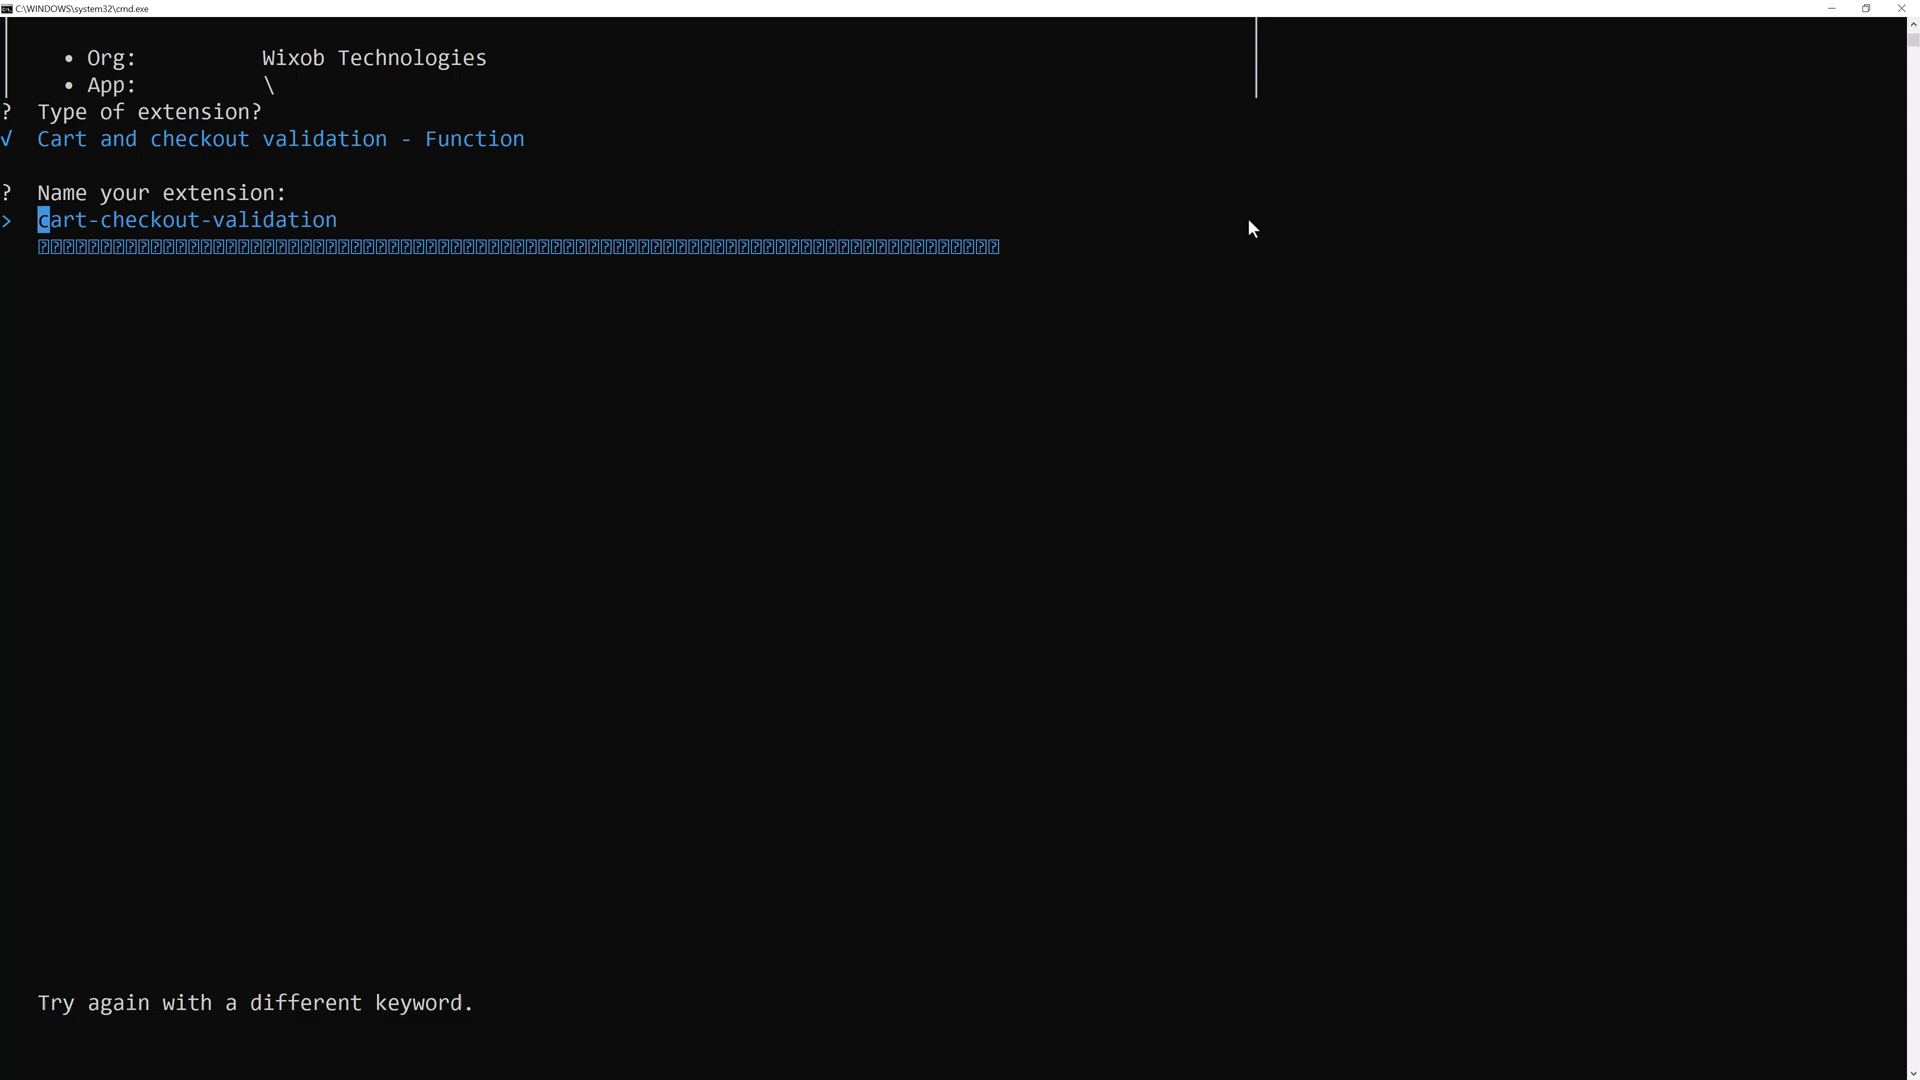 C:\WINDOWS\system32\cmd.exe
• Org: Wixob Technologies
• App: \
? Type of extension?
√ Cart and checkout validation - Function
? Name your extension:
> cart-checkout-validation
Try again with a different keyword.